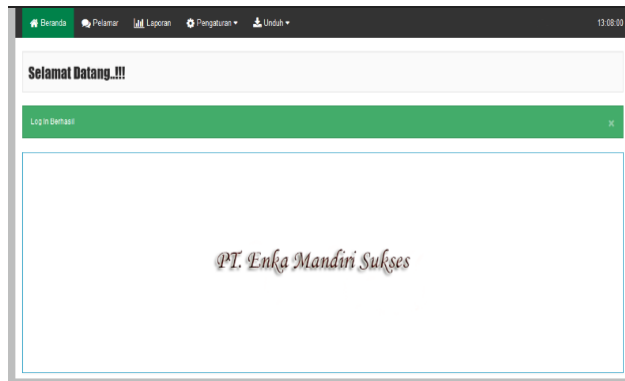 Beranda Pelamar Laporan Pengaturan Unduh 13:08:00
Selamat Datang..!!!
Log In Berhasil ×
PT. Enka Mandiri Sukses